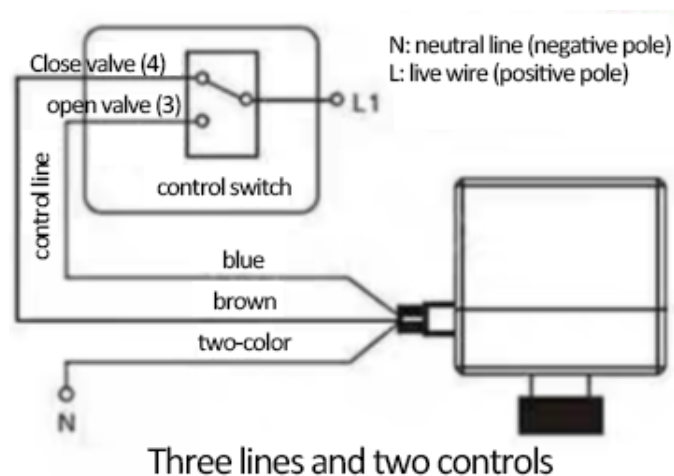 N: neutral line (negative pole)
L: live wire (positive pole)
Close valve (4)
open valve (3)
L1
control switch
control line
blue
brown
two-color
N
Three lines and two controls